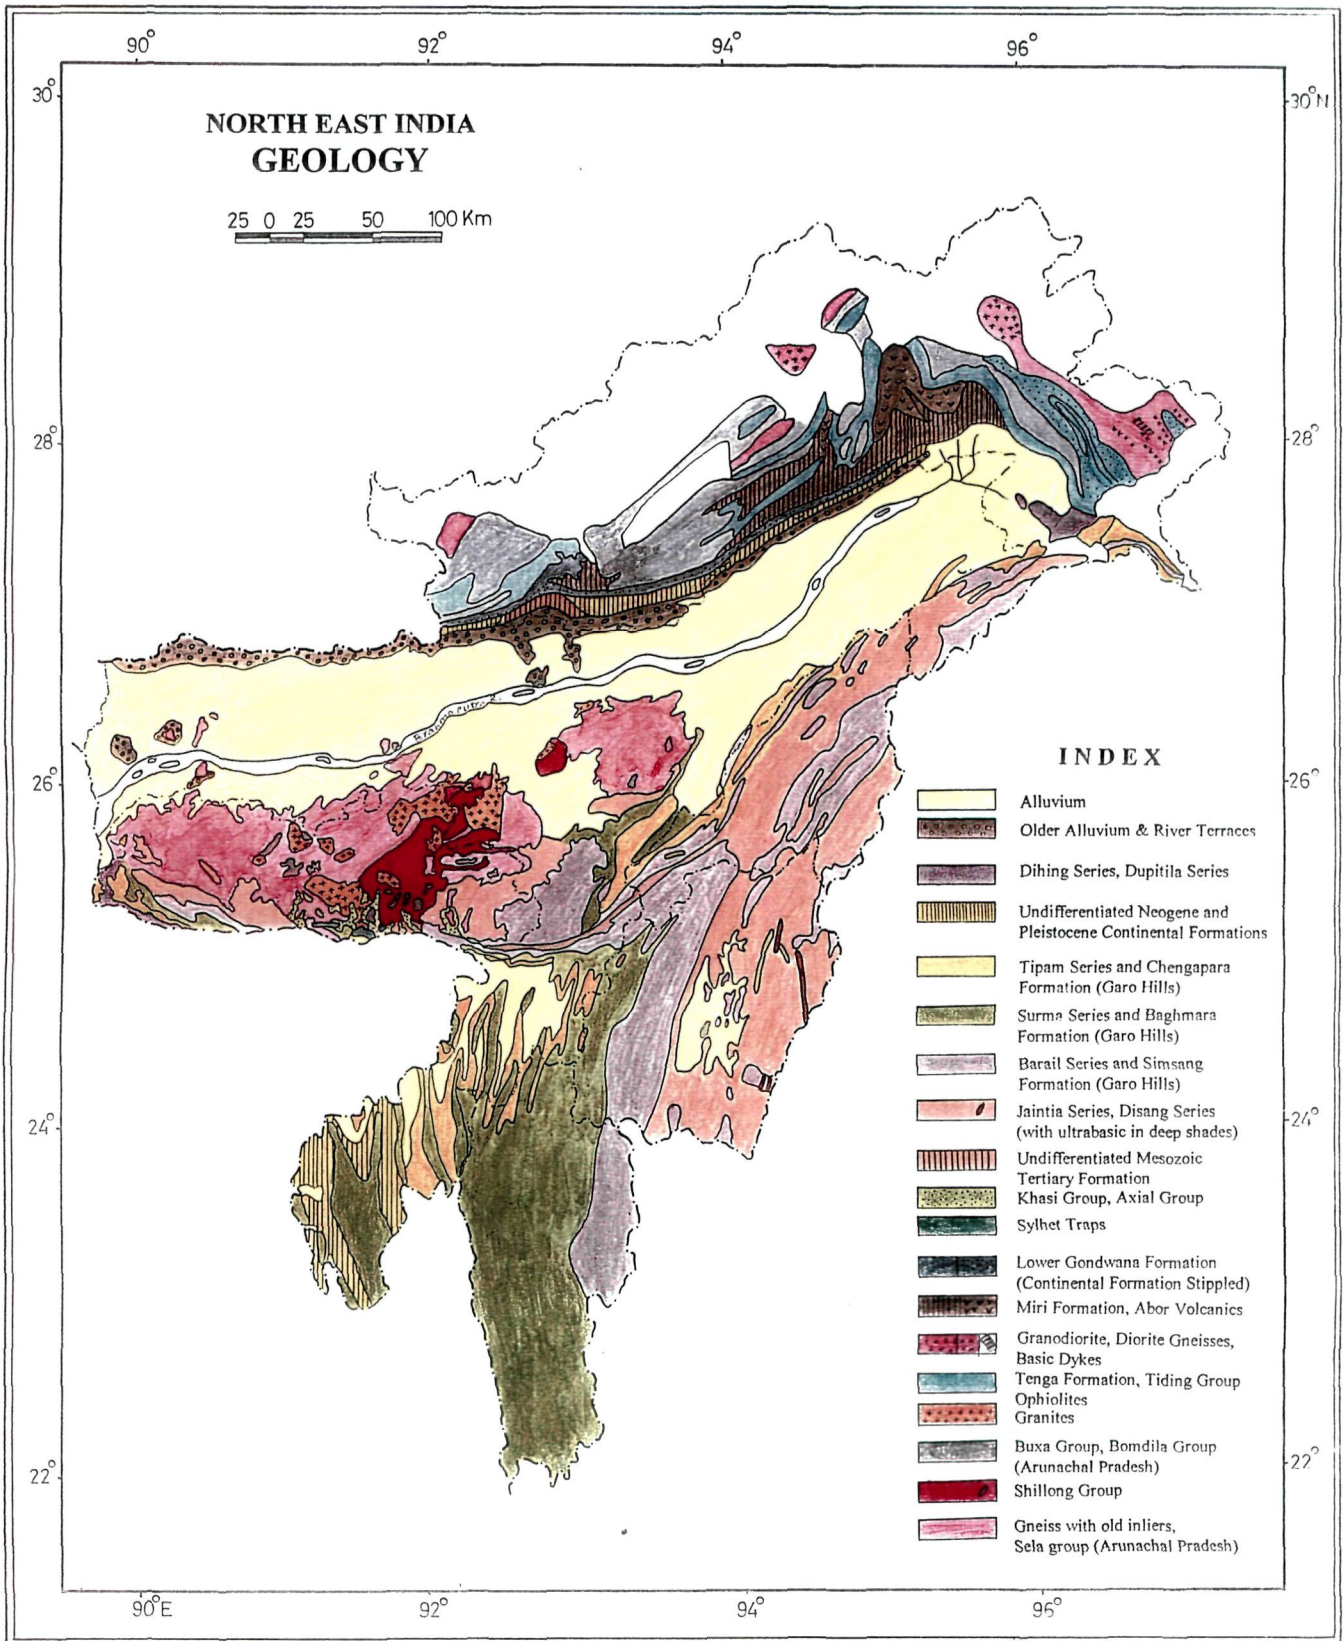 90° 92° 94° 96°
30° 30°N
NORTH EAST INDIA
GEOLOGY
25 0 25 50 100 Km
28° 28°
Brahmaputra R.
INDEX
26° 26°
Alluvium
Older Alluvium & River Terraces
Dihing Series, Dupitila Series
Undifferentiated Neogene and
Pleistocene Continental Formations
Tipam Series and Chengapara
Formation (Garo Hills)
Surma Series and Baghmara
Formation (Garo Hills)
Barail Series and Simsang
Formation (Garo Hills)
Jaintia Series, Disang Series
(with ultrabasic in deep shades)
24° 24°
Undifferentiated Mesozoic
Tertiary Formation
Khasi Group, Axial Group
Sylhet Traps
Lower Gondwana Formation
(Continental Formation Stippled)
Miri Formation, Abor Volcanics
Granodiorite, Diorite Gneisses,
Basic Dykes
Tenga Formation, Tiding Group
Ophiolites
Granites
Buxa Group, Bomdila Group
(Arunachal Pradesh)
22° 22°
Shillong Group
Gneiss with old inliers,
Sela group (Arunachal Pradesh)
90°E 92° 94° 96°